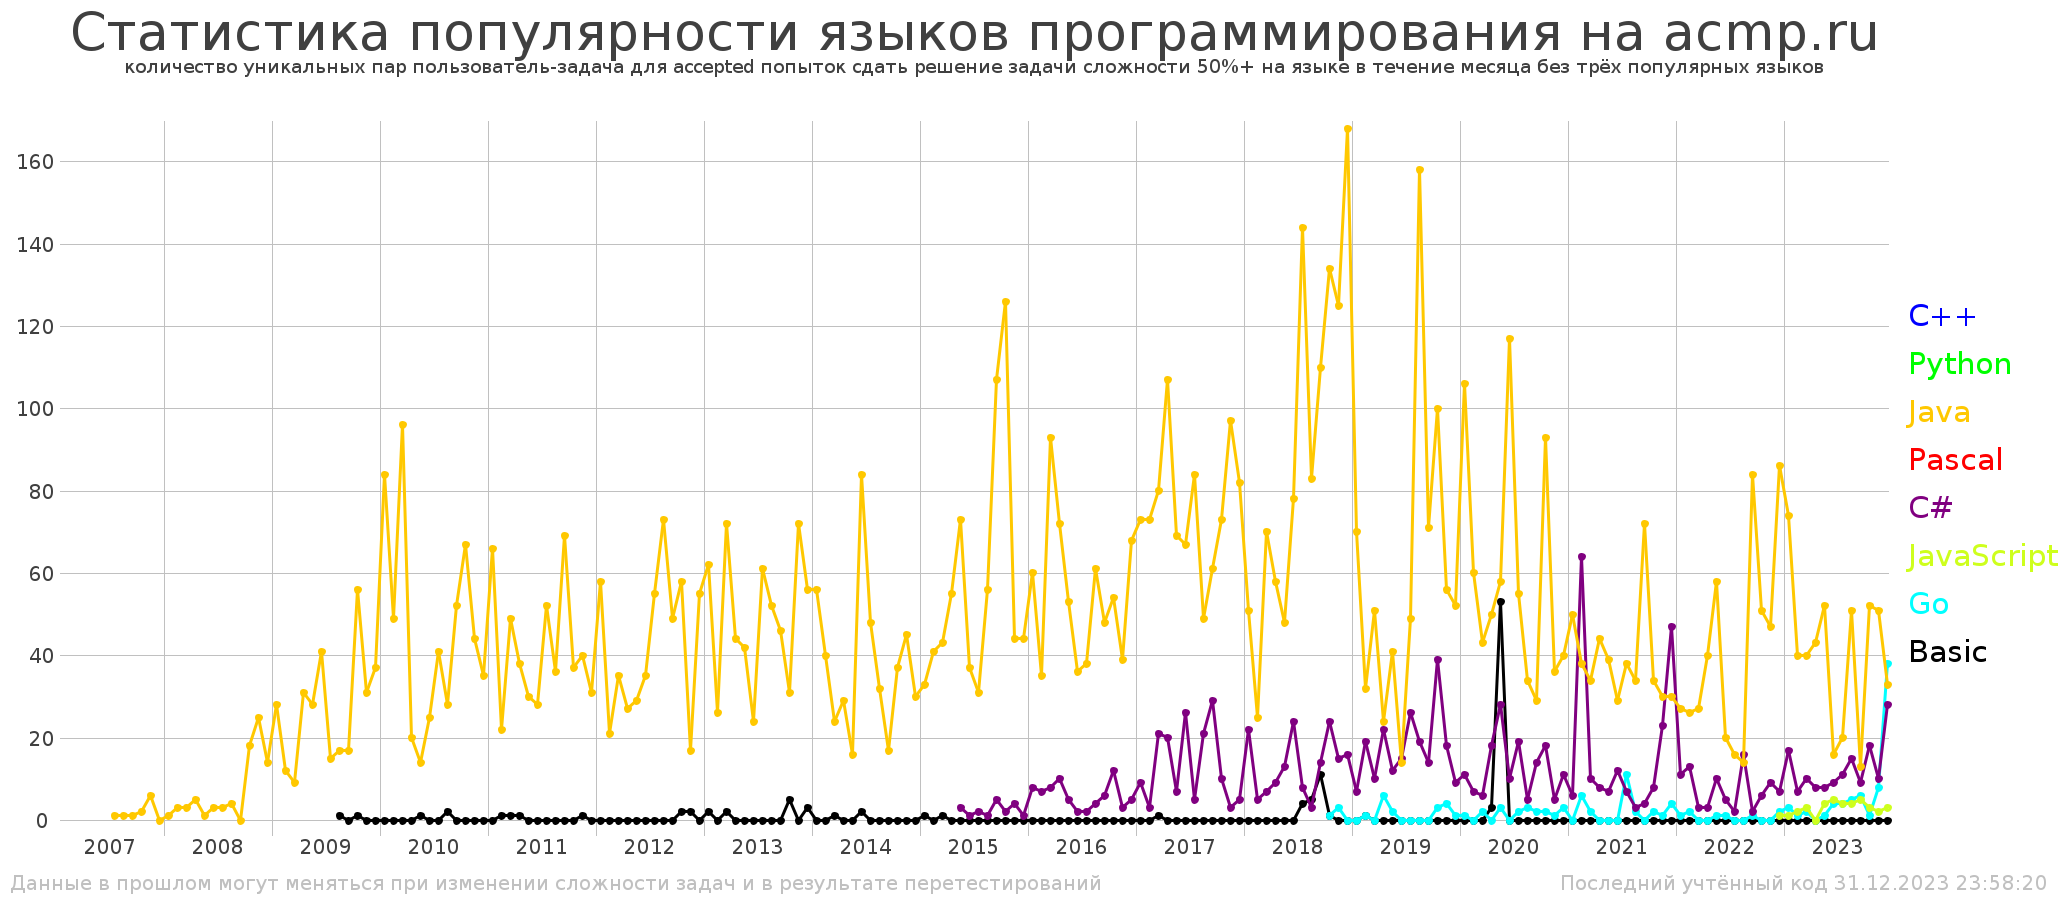 Статистика популярности языков программирования на acmp.ru
количество уникальных пар пользователь-задача для accepted попыток сдать решение задачи сложности 50%+ на языке в течение месяца без трёх популярных языков
160
140
120
100
80
60
40
20
0
2007 2008 2009 2010 2011 2012 2013 2014 2015 2016 2017 2018 2019 2020 2021 2022 2023
C++
Python
Java
Pascal
C#
JavaScript
Go
Basic
Данные в прошлом могут меняться при изменении сложности задач и в результате перетестирований
Последний учтённый код 31.12.2023 23:58:20